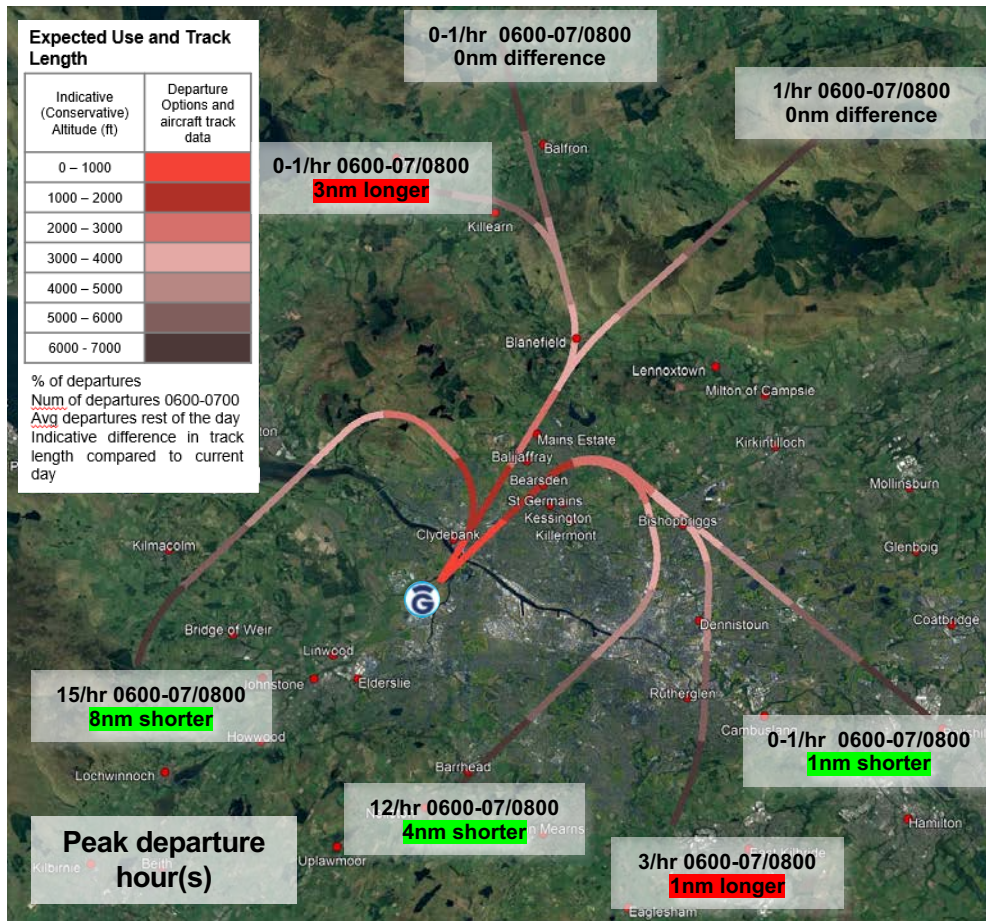 Expected Use and Track
Length
Indicative
(Conservative)
Altitude (ft)
Departure
Options and
aircraft track
data
0 – 1000
1000 – 2000
2000 – 3000
3000 – 4000
4000 – 5000
5000 – 6000
6000 - 7000
% of departures
Num of departures 0600-0700
Avg departures rest of the day
Indicative difference in track
length compared to current
day
0-1/hr 0600-07/0800
0nm difference
1/hr 0600-07/0800
0nm difference
0-1/hr 0600-07/0800
3nm longer
Balfron
Killearn
Blanefield
Lennoxtown
Milton of Campsie
Kirkintilloch
Mollinsburn
Mains Estate
Baljaffray
Bearsden
St Germains
Kessington
Killermont
Bishopbriggs
Clydebank
Glenboig
Kilmacolm
G
Bridge of Weir
Linwood
Johnstone
Elderslie
Dennistoun
Coatbridge
Rutherglen
Cambuslang
15/hr 0600-07/0800
8nm shorter
Howwood
Lochwinnoch
Barrhead
0-1/hr 0600-07/0800
1nm shorter
12/hr 0600-07/0800
4nm shorter
Mearns
Hamilton
3/hr 0600-07/0800
1nm longer
East Kilbride
Eaglesham
Uplawmoor
Kilbirnie
Beith
Peak departure
hour(s)